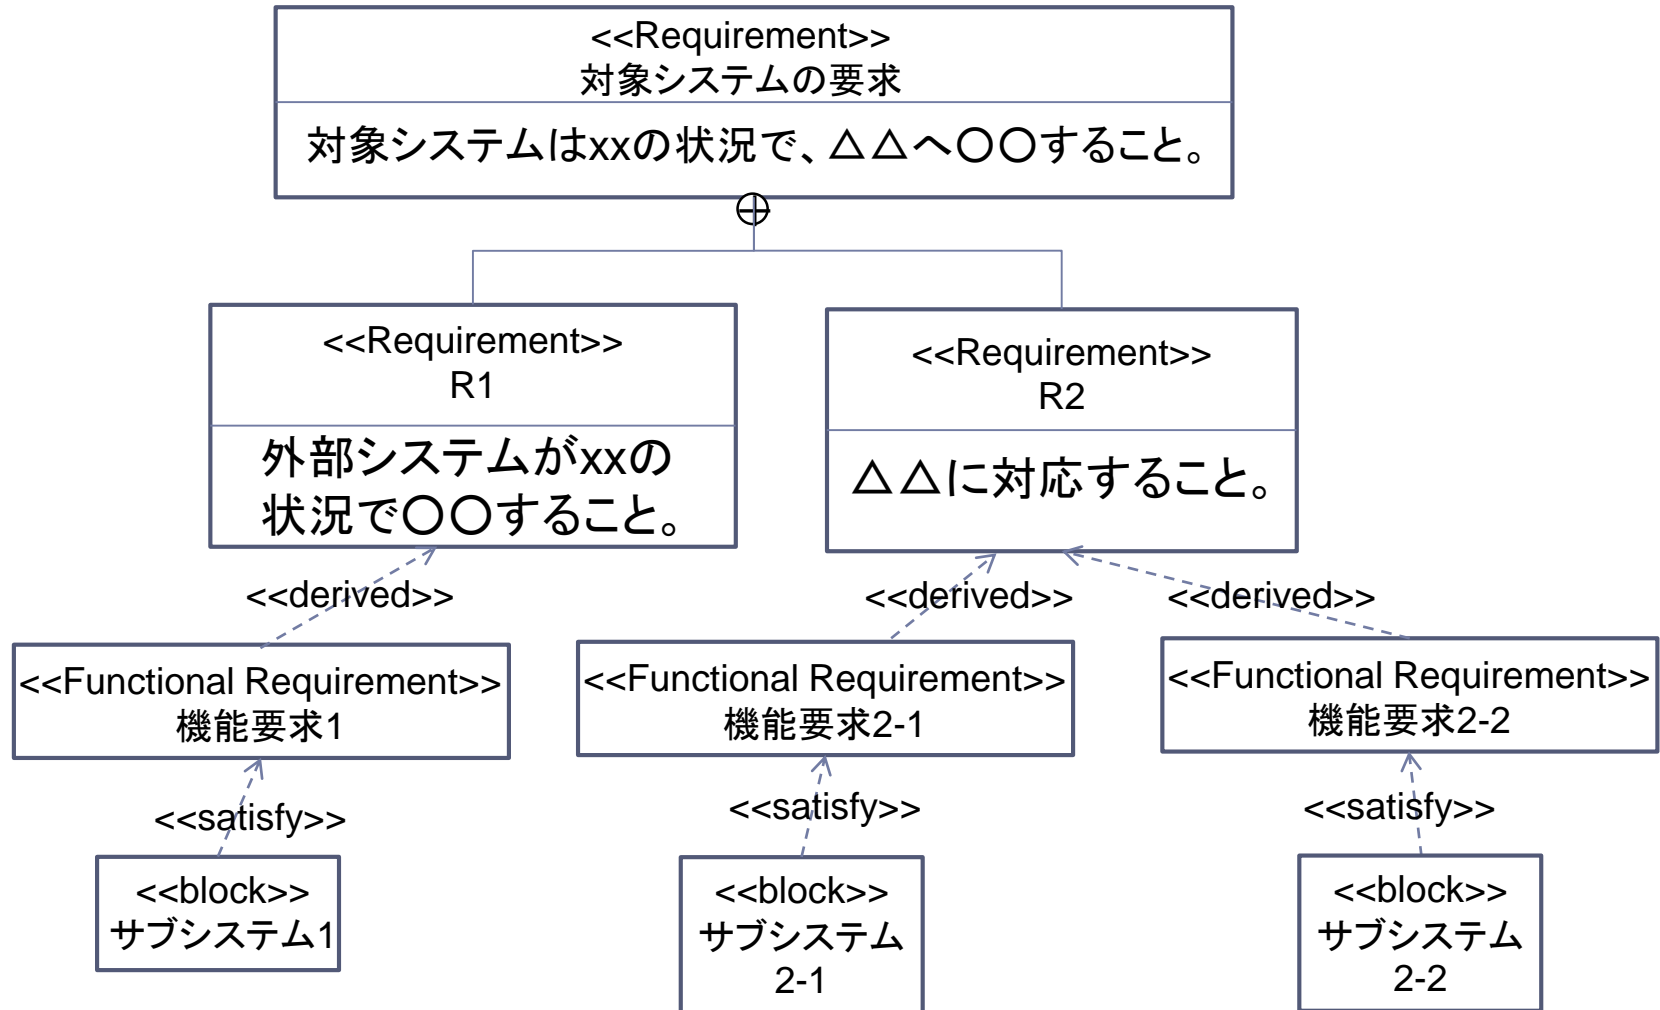 <<Requirement>>
対象システムの要求
対象システムはxxの状況で、△△へ〇〇すること。
<<Requirement>>
R1
外部システムがxxの
状況で〇〇すること。
<<Requirement>>
R2
△△に対応すること。
<<derived>>
<<derived>>
<<derived>>
<<Functional Requirement>>
機能要求1
<<Functional Requirement>>
機能要求2-1
<<Functional Requirement>>
機能要求2-2
<<satisfy>>
<<satisfy>>
<<satisfy>>
<<block>>
サブシステム1
<<block>>
サブシステム
2-1
<<block>>
サブシステム
2-2